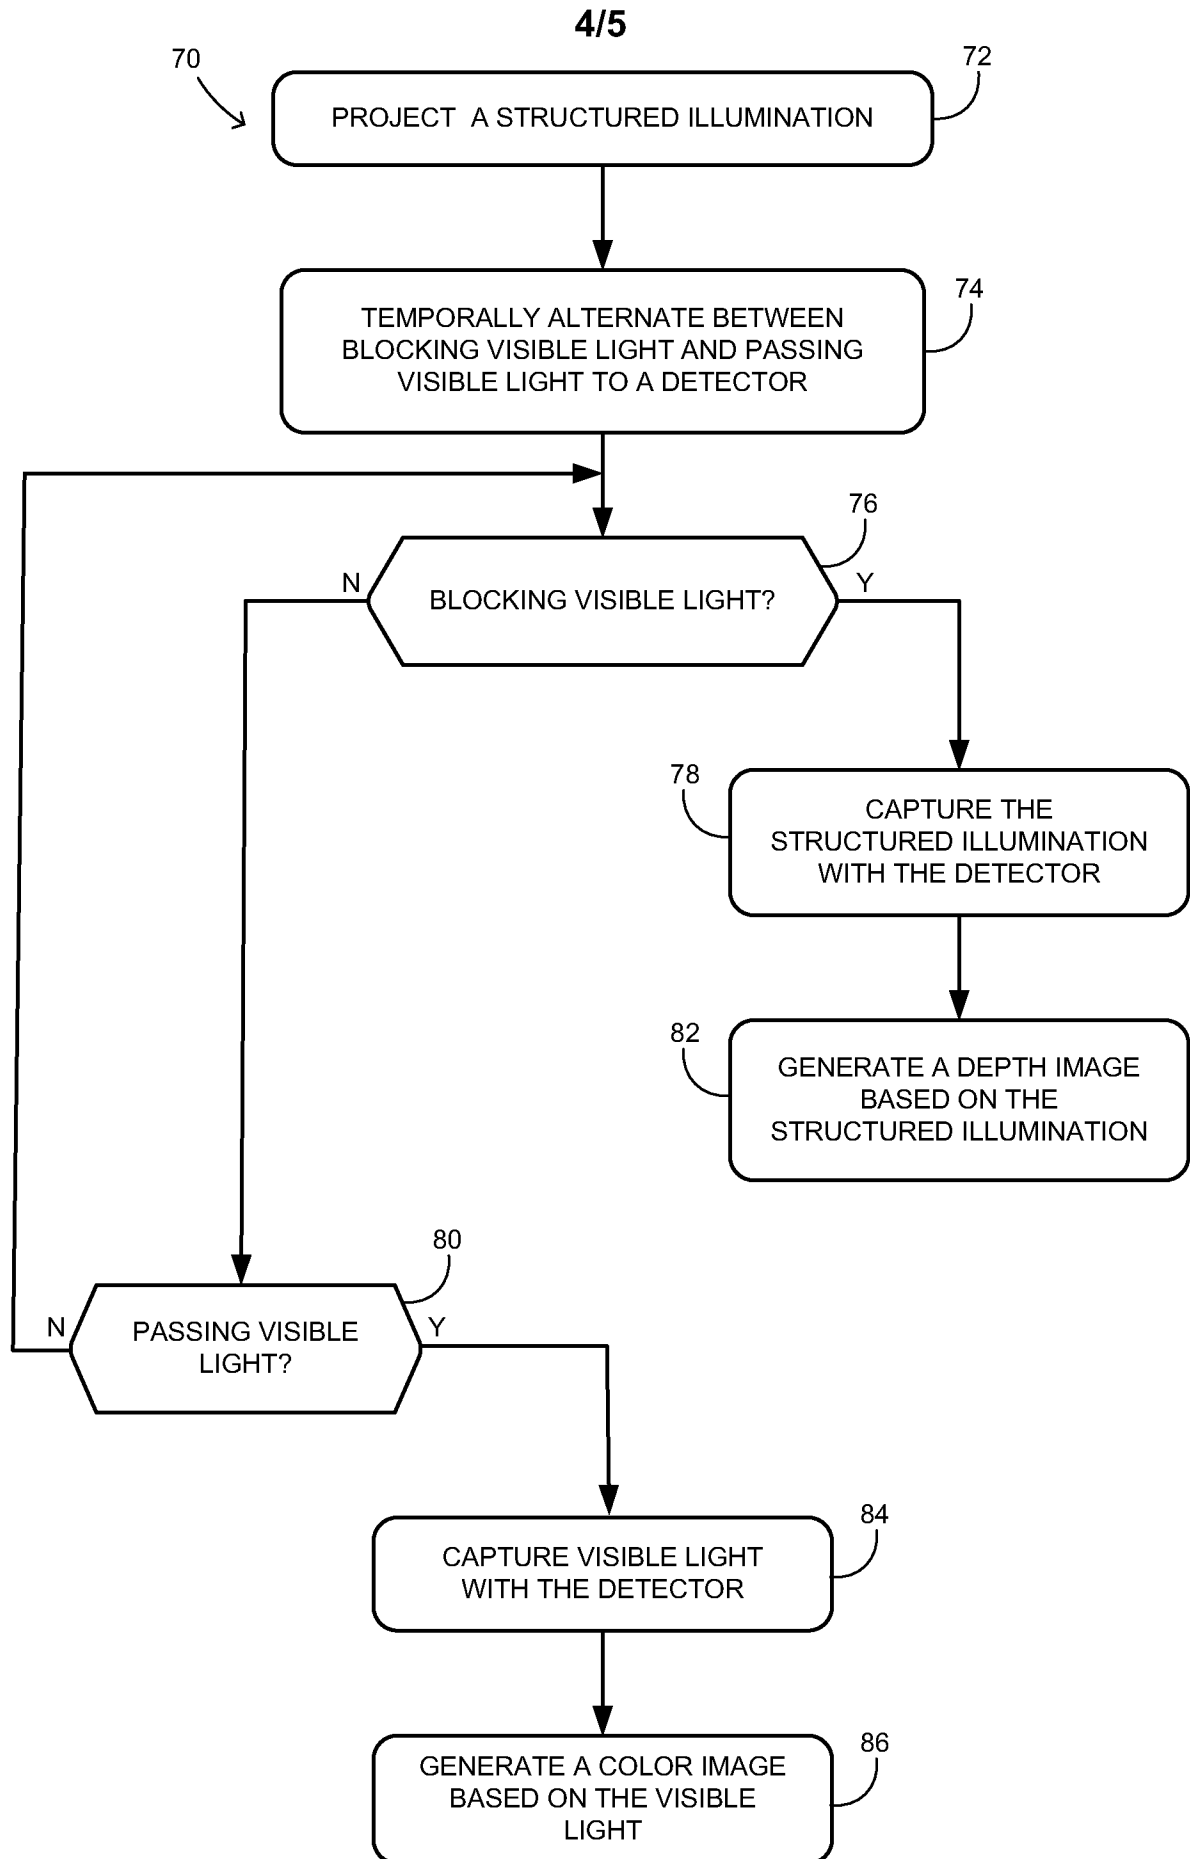 4/5
70
72
PROJECT A STRUCTURED ILLUMINATION
74
TEMPORALLY ALTERNATE BETWEEN
BLOCKING VISIBLE LIGHT AND PASSING
VISIBLE LIGHT TO A DETECTOR
76
N
BLOCKING VISIBLE LIGHT?
Y
78
CAPTURE THE
STRUCTURED ILLUMINATION
WITH THE DETECTOR
82
GENERATE A DEPTH IMAGE
BASED ON THE
STRUCTURED ILLUMINATION
80
N
PASSING VISIBLE
LIGHT?
Y
84
CAPTURE VISIBLE LIGHT
WITH THE DETECTOR
86
GENERATE A COLOR IMAGE
BASED ON THE VISIBLE
LIGHT